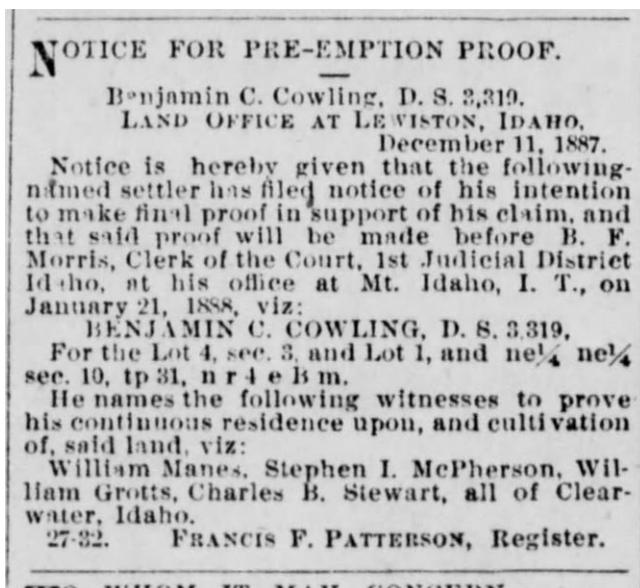 NOTICE FOR PRE-EMPTION PROOF.
Benjamin C. Cowling, D. S. 3,319.
LAND OFFICE AT LEWISTON, IDAHO,
December 11, 1887.
Notice is hereby given that the following-
named settler has filed notice of his intention
to make final proof in support of his claim, and
that said proof will be made before B. F.
Morris, Clerk of the Court, 1st Judicial District
Idaho, at his office at Mt. Idaho, I. T., on
January 21, 1888, viz:
BENJAMIN C. COWLING, D. S. 3,319,
For the Lot 4, sec. 3, and Lot 1, and ne¼ ne¼
sec. 10, tp 31, n r 4 e B m.
He names the following witnesses to prove
his continuous residence upon, and cultivation
of, said land, viz:
William Manes, Stephen I. McPherson, Wil-
liam Grotts, Charles B. Stewart, all of Clear-
water, Idaho.
27-32. FRANCIS F. PATTERSON, Register.
WHOM IT MAY CONCERN